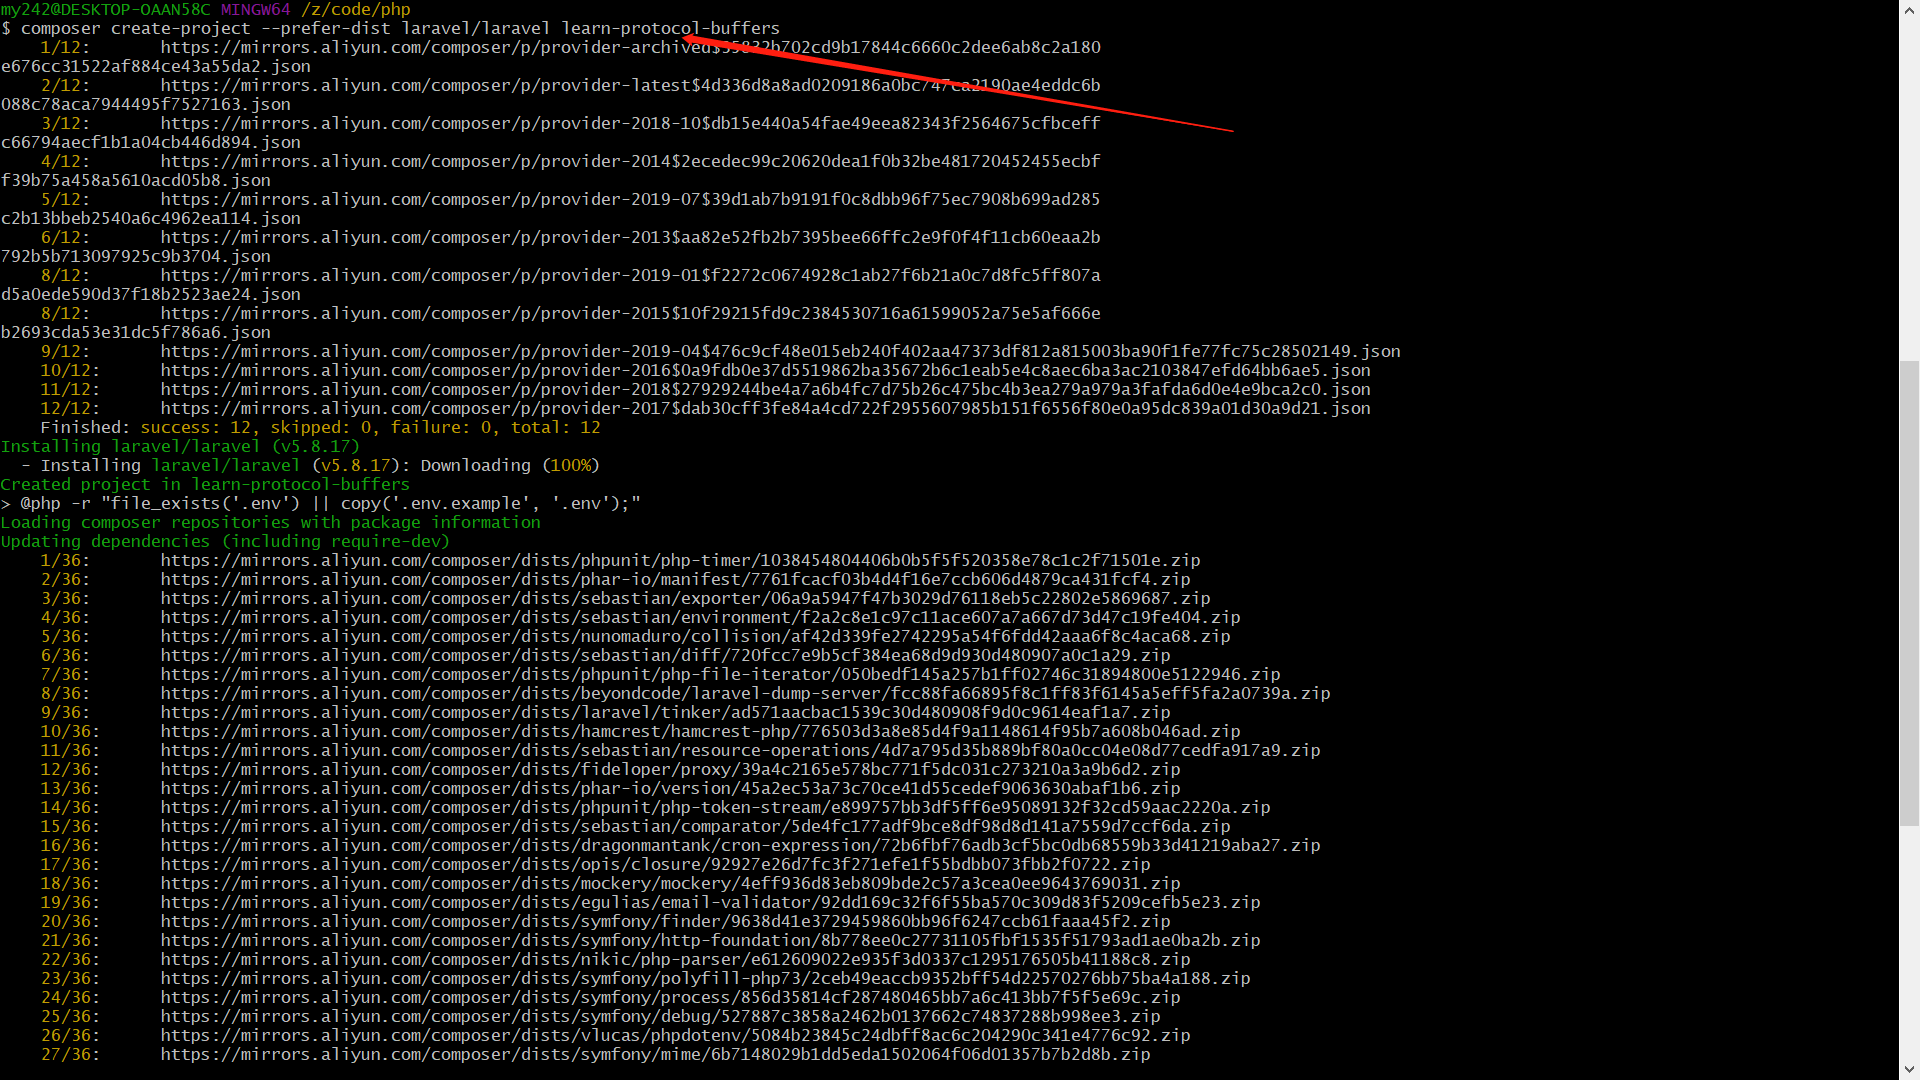 my242@DESKTOP-OAAN58C MINGW64 /z/code/php
$ composer create-project --prefer-dist laravel/laravel learn-protocol-buffers
1/12: https://mirrors.aliyun.com/composer/p/provider-archived$35832b702cd9b17844c6660c2dee6ab8c2a180
e676cc31522af884ce43a55da2.json
2/12: https://mirrors.aliyun.com/composer/p/provider-latest$4d336d8a8ad0209186a0bc747ca2190ae4eddc6b
088c78aca7944495f7527163.json
3/12: https://mirrors.aliyun.com/composer/p/provider-2018-10$db15e440a54fae49eea82343f2564675cfbceff
c66794aecf1b1a04cb446d894.json
4/12: https://mirrors.aliyun.com/composer/p/provider-2014$2ecedec99c20620dea1f0b32be481720452455ecbf
f39b75a458a5610acd05b8.json
5/12: https://mirrors.aliyun.com/composer/p/provider-2019-07$39d1ab7b9191f0c8dbb96f75ec7908b699ad285
c2b13bbeb2540a6c4962ea114.json
6/12: https://mirrors.aliyun.com/composer/p/provider-2013$aa82e52fb2b7395bee66ffc2e9f0f4f11cb60eaa2b
792b5b713097925c9b3704.json
8/12: https://mirrors.aliyun.com/composer/p/provider-2019-01$f2272c0674928c1ab27f6b21a0c7d8fc5ff807a
d5a0ede590d37f18b2523ae24.json
8/12: https://mirrors.aliyun.com/composer/p/provider-2015$10f29215fd9c2384530716a61599052a75e5af666e
b2693cda53e31dc5f786a6.json
9/12: https://mirrors.aliyun.com/composer/p/provider-2019-04$476c9cf48e015eb240f402aa47373df812a815003ba90f1fe77fc75c28502149.json
10/12: https://mirrors.aliyun.com/composer/p/provider-2016$0a9fdb0e37d5519862ba35672b6c1eab5e4c8aec6ba3ac2103847efd64bb6ae5.json
11/12: https://mirrors.aliyun.com/composer/p/provider-2018$27929244be4a7a6b4fc7d75b26c475bc4b3ea279a979a3fafda6d0e4e9bca2c0.json
12/12: https://mirrors.aliyun.com/composer/p/provider-2017$dab30cff3fe84a4cd722f2955607985b151f6556f80e0a95dc839a01d30a9d21.json
Finished: success: 12, skipped: 0, failure: 0, total: 12
Installing laravel/laravel (v5.8.17)
- Installing laravel/laravel (v5.8.17): Downloading (100%)
Created project in learn-protocol-buffers
> @php -r "file_exists('.env') || copy('.env.example', '.env');"
Loading composer repositories with package information
Updating dependencies (including require-dev)
1/36: https://mirrors.aliyun.com/composer/dists/phpunit/php-timer/1038454804406b0b5f5f520358e78c1c2f71501e.zip
2/36: https://mirrors.aliyun.com/composer/dists/phar-io/manifest/7761fcacf03b4d4f16e7ccb606d4879ca431fcf4.zip
3/36: https://mirrors.aliyun.com/composer/dists/sebastian/exporter/06a9a5947f47b3029d76118eb5c22802e5869687.zip
4/36: https://mirrors.aliyun.com/composer/dists/sebastian/environment/f2a2c8e1c97c11ace607a7a667d73d47c19fe404.zip
5/36: https://mirrors.aliyun.com/composer/dists/nunomaduro/collision/af42d339fe2742295a54f6fdd42aaa6f8c4aca68.zip
6/36: https://mirrors.aliyun.com/composer/dists/sebastian/diff/720fcc7e9b5cf384ea68d9d930d480907a0c1a29.zip
7/36: https://mirrors.aliyun.com/composer/dists/phpunit/php-file-iterator/050bedf145a257b1ff02746c31894800e5122946.zip
8/36: https://mirrors.aliyun.com/composer/dists/beyondcode/laravel-dump-server/fcc88fa66895f8c1ff83f6145a5eff5fa2a0739a.zip
9/36: https://mirrors.aliyun.com/composer/dists/laravel/tinker/ad571aacbac1539c30d480908f9d0c9614eaf1a7.zip
10/36: https://mirrors.aliyun.com/composer/dists/hamcrest/hamcrest-php/776503d3a8e85d4f9a1148614f95b7a608b046ad.zip
11/36: https://mirrors.aliyun.com/composer/dists/sebastian/resource-operations/4d7a795d35b889bf80a0cc04e08d77cedfa917a9.zip
12/36: https://mirrors.aliyun.com/composer/dists/fideloper/proxy/39a4c2165e578bc771f5dc031c273210a3a9b6d2.zip
13/36: https://mirrors.aliyun.com/composer/dists/phar-io/version/45a2ec53a73c70ce41d55cedef9063630abaf1b6.zip
14/36: https://mirrors.aliyun.com/composer/dists/phpunit/php-token-stream/e899757bb3df5ff6e95089132f32cd59aac2220a.zip
15/36: https://mirrors.aliyun.com/composer/dists/sebastian/comparator/5de4fc177adf9bce8df98d8d141a7559d7ccf6da.zip
16/36: https://mirrors.aliyun.com/composer/dists/dragonmantank/cron-expression/72b6fbf76adb3cf5bc0db68559b33d41219aba27.zip
17/36: https://mirrors.aliyun.com/composer/dists/opis/closure/92927e26d7fc3f271efe1f55bdbb073fbb2f0722.zip
18/36: https://mirrors.aliyun.com/composer/dists/mockery/mockery/4eff936d83eb809bde2c57a3cea0ee9643769031.zip
19/36: https://mirrors.aliyun.com/composer/dists/egulias/email-validator/92dd169c32f6f55ba570c309d83f5209cefb5e23.zip
20/36: https://mirrors.aliyun.com/composer/dists/symfony/finder/9638d41e3729459860bb96f6247ccb61faaa45f2.zip
21/36: https://mirrors.aliyun.com/composer/dists/symfony/http-foundation/8b778ee0c27731105fbf1535f51793ad1ae0ba2b.zip
22/36: https://mirrors.aliyun.com/composer/dists/nikic/php-parser/e612609022e935f3d0337c1295176505b41188c8.zip
23/36: https://mirrors.aliyun.com/composer/dists/symfony/polyfill-php73/2ceb49eaccb9352bff54d22570276bb75ba4a188.zip
24/36: https://mirrors.aliyun.com/composer/dists/symfony/process/856d35814cf287480465bb7a6c413bb7f5f5e69c.zip
25/36: https://mirrors.aliyun.com/composer/dists/symfony/debug/527887c3858a2462b0137662c74837288b998ee3.zip
26/36: https://mirrors.aliyun.com/composer/dists/vlucas/phpdotenv/5084b23845c24dbff8ac6c204290c341e4776c92.zip
27/36: https://mirrors.aliyun.com/composer/dists/symfony/mime/6b7148029b1dd5eda1502064f06d01357b7b2d8b.zip